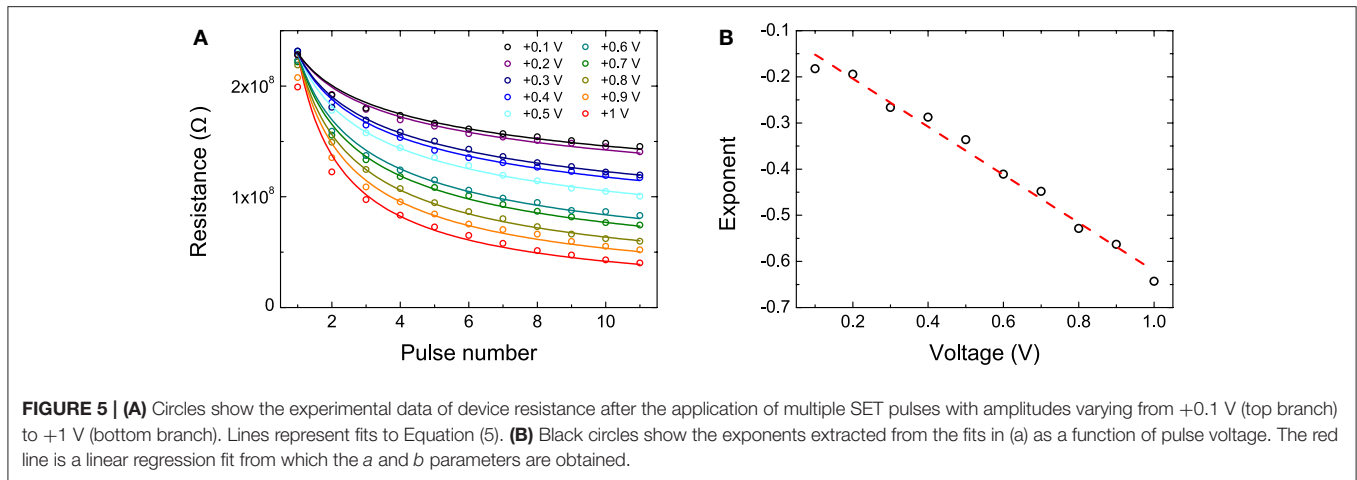 A
B
+0.1 V
+0.2 V
+0.3 V
+0.4 V
+0.5 V
+0.6 V
+0.7 V
+0.8 V
+0.9 V
+1 V
2x10⁸
1x10⁸
0
Resistance (Ω)
2 4 6 8 10
Pulse number
-0.1
-0.2
-0.3
-0.4
-0.5
-0.6
-0.7
Exponent
0.2 0.4 0.6 0.8 1.0
Voltage (V)
FIGURE 5 | (A) Circles show the experimental data of device resistance after the application of multiple SET pulses with amplitudes varying from +0.1 V (top branch)
to +1 V (bottom branch). Lines represent fits to Equation (5). (B) Black circles show the exponents extracted from the fits in (a) as a function of pulse voltage. The red
line is a linear regression fit from which the a and b parameters are obtained.